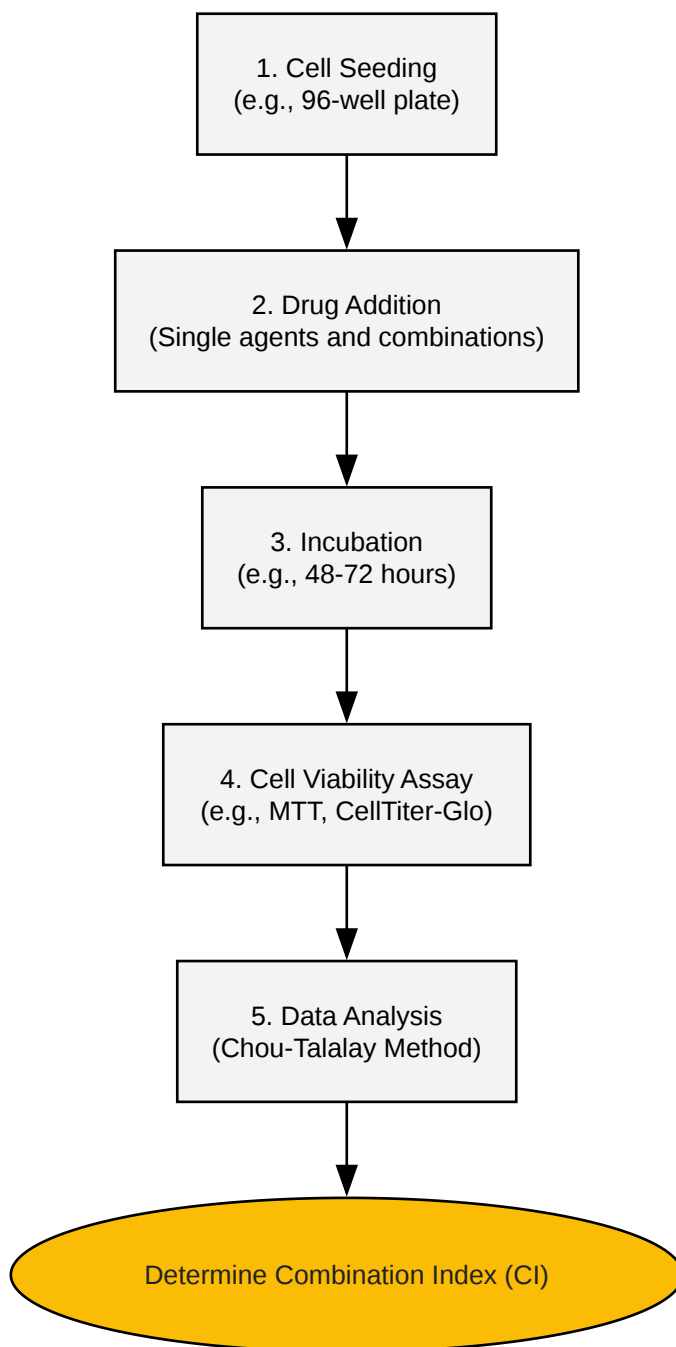 1. Cell Seeding
(e.g., 96-well plate)
2. Drug Addition
(Single agents and combinations)
3. Incubation
(e.g., 48-72 hours)
4. Cell Viability Assay
(e.g., MTT, CellTiter-Glo)
5. Data Analysis
(Chou-Talalay Method)
Determine Combination Index (CI)